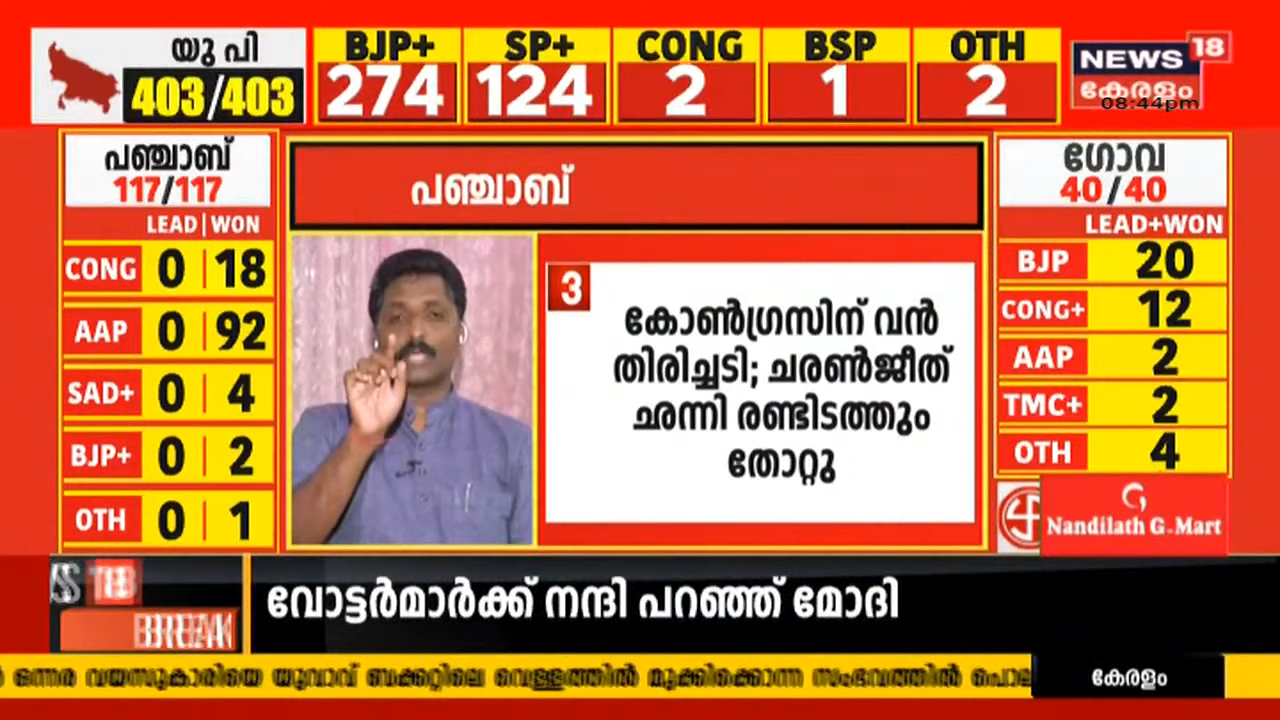 യു പി
403/403
BJP+
274
SP+
124
CONG
2
BSP
1
OTH
2
NEWS 18
കേരളം
08:44pm
പഞ്ചാബ്
117/117
LEAD | WON
CONG 0 18
AAP 0 92
SAD+ 0 4
BJP+ 0 2
OTH 0 1
പഞ്ചാബ്
3
കോൺഗ്രസിന് വൻ
തിരിച്ചടി; ചരൺജീത്
ഛന്നി രണ്ടിടത്തും
തോറ്റു
ഗോവ
40/40
LEAD+WON
BJP 20
CONG+ 12
AAP 2
TMC+ 2
OTH 4
Nandilath G-Mart
വോട്ടർമാർക്ക് നന്ദി പറഞ്ഞ് മോദി
ഒന്നര വയസുകാരിയെ യുവാവ് ബക്കറ്റിലെ വെള്ളത്തിൽ മുക്കിക്കൊന്ന സംഭവത്തിൽ
കേരളം